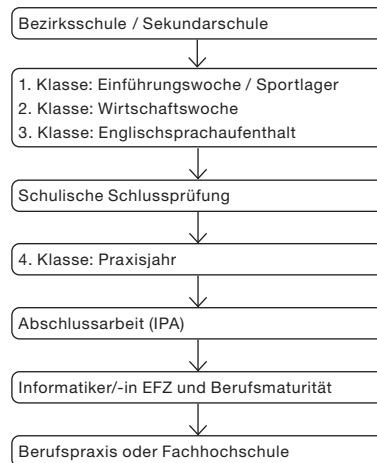 Bezirksschule / Sekundarschule
1. Klasse: Einführungswoche / Sportlager
2. Klasse: Wirtschaftswoche
3. Klasse: Englischsprachaufenthalt
Schulische Schlussprüfung
4. Klasse: Praxisjahr
Abschlussarbeit (IPA)
Informatiker/-in EFZ und Berufsmaturität
Berufspraxis oder Fachhochschule